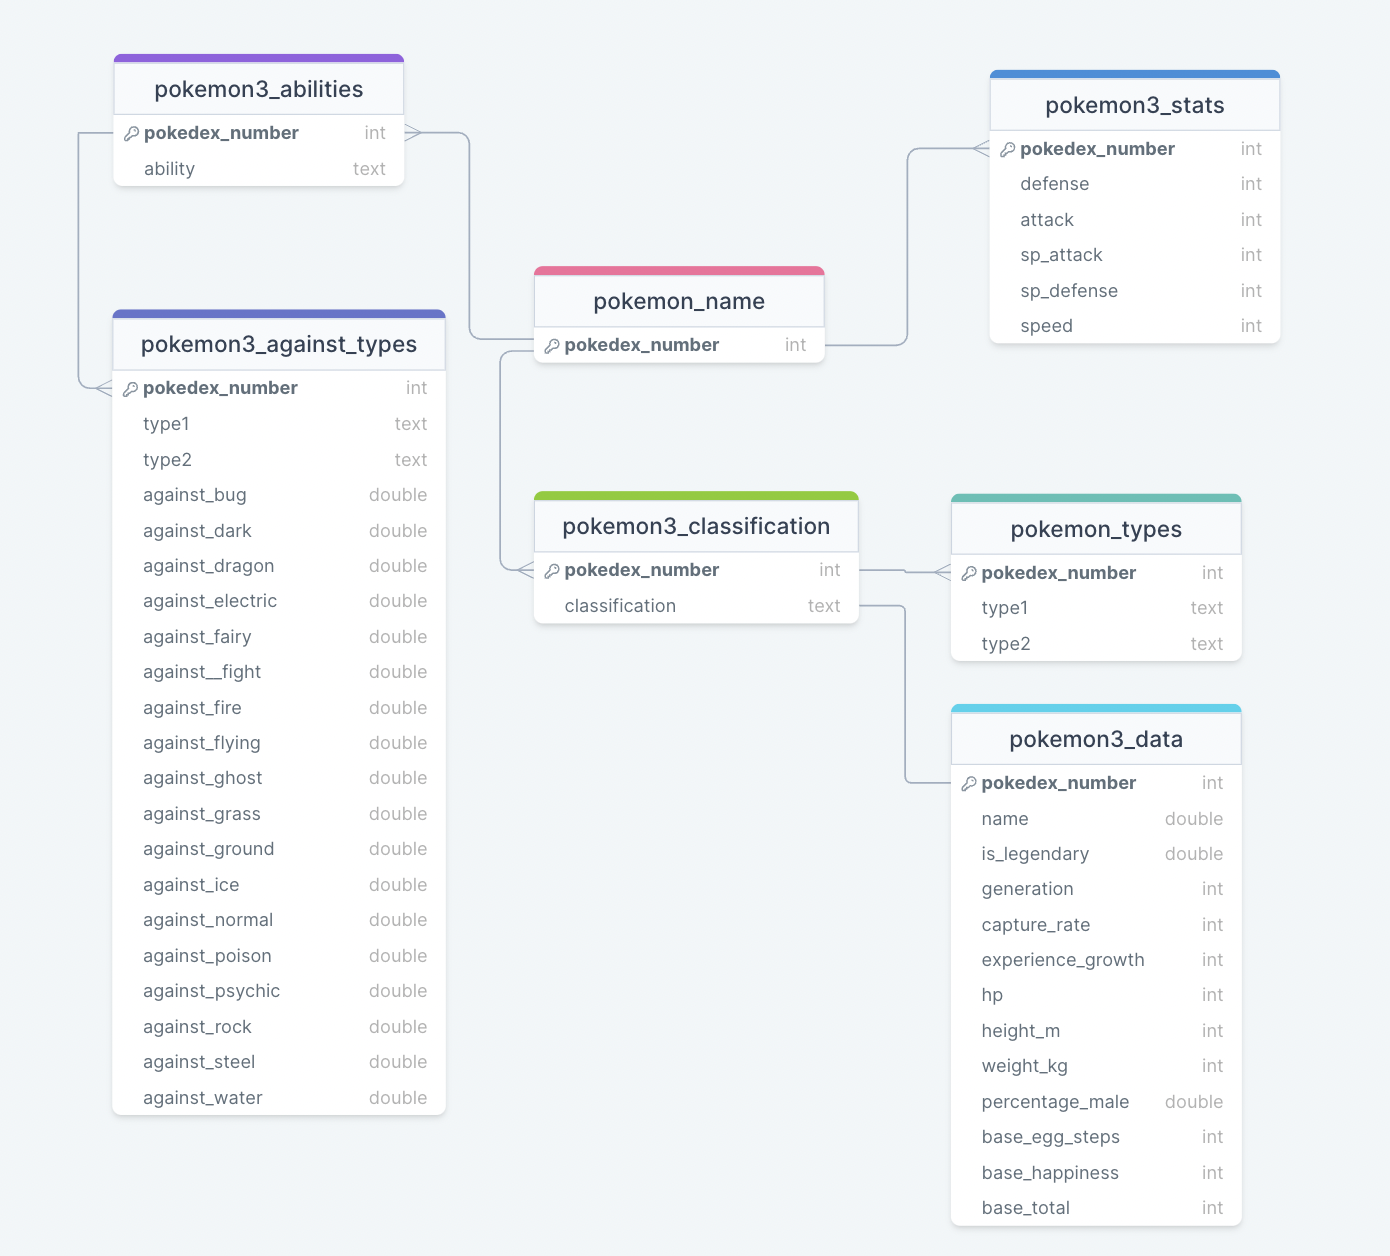 pokemon3_abilities
pokedex_number int
ability text
pokemon3_stats
pokedex_number int
defense int
attack int
sp_attack int
sp_defense int
speed int
pokemon_name
pokedex_number int
pokemon3_against_types
pokedex_number int
type1 text
type2 text
against_bug double
against_dark double
against_dragon double
against_electric double
against_fairy double
against__fight double
against_fire double
against_flying double
against_ghost double
against_grass double
against_ground double
against_ice double
against_normal double
against_poison double
against_psychic double
against_rock double
against_steel double
against_water double
pokemon3_classification
pokedex_number int
classification text
pokemon_types
pokedex_number int
type1 text
type2 text
pokemon3_data
pokedex_number int
name double
is_legendary double
generation int
capture_rate int
experience_growth int
hp int
height_m int
weight_kg int
percentage_male double
base_egg_steps int
base_happiness int
base_total int